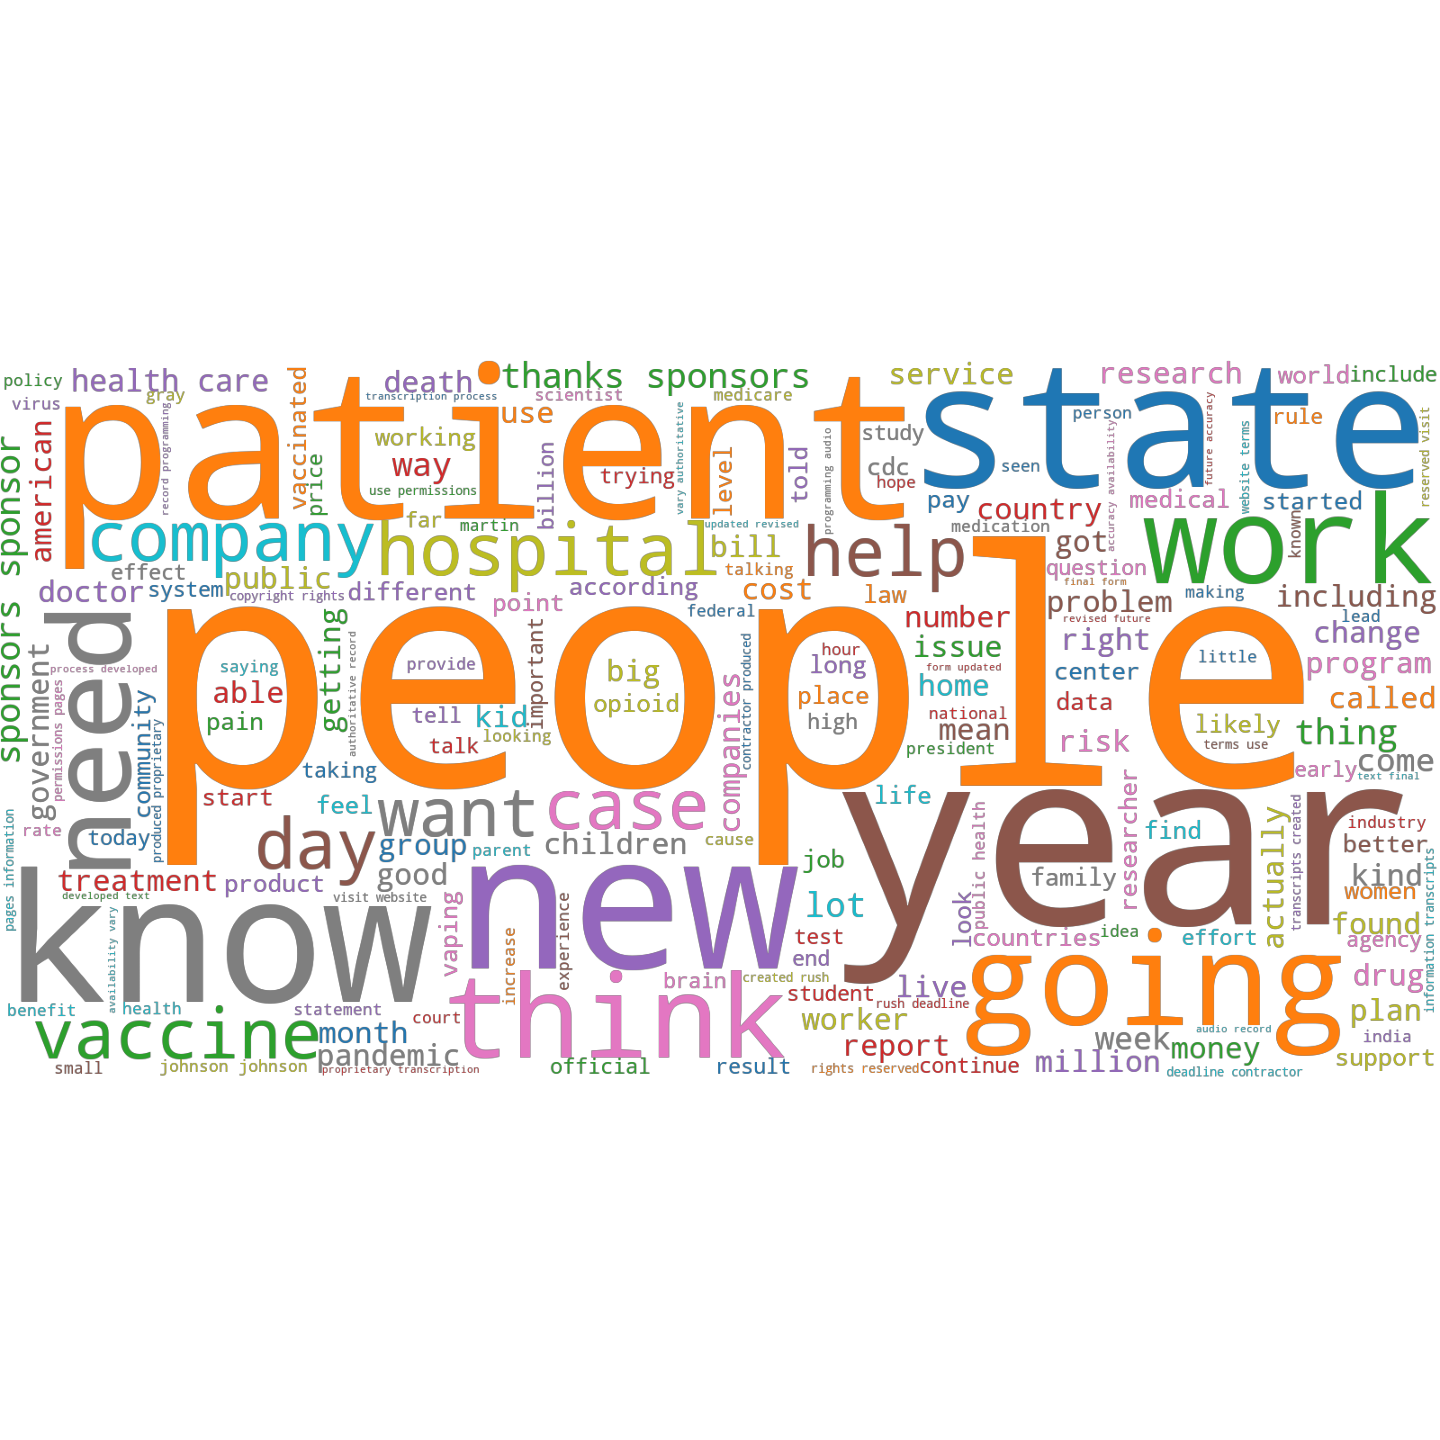 policy
health care
death
thanks sponsors
service
research
world
include
virus
gray
transcription process
scientist
medicare
person
rule
patient
state
american
vaccinated
record programming
price
working
use
way
use permissions
billion
trying
vary authoritative
level
told
programming audio
study
cdc
hope
seen
pay
country
medical
started
future accuracy
accuracy availability
website terms
reserved visit
sponsors sponsor
company
far
martin
hospital
updated revised
bill
talking
help
medication
got
question
final form
work
known
effect
system
public
doctor
copyright rights
different
according
point
cost
law
federal
number
problem
revised future
making
including
lead
need
government
process developed
permissions pages
community
produced proprietary
saying
able
pain
getting
authoritative record
people
provide
tell
talk
kid
looking
important
big
opioid
companies
contractor produced
hour
long
place
high
issue
form updated
home
national
mean
president
right
center
data
risk
little
likely
terms use
change
program
called
thing
come
early
text final
taking
start
feel
want
case
life
year
rate
today
pages information
day
group
parent
children
cause
job
public health
researcher
find
family
look
actually
transcripts created
industry
better
kind
women
found
agency
information transcripts
treatment
product
good
developed text
visit website
know
availability vary
vaping
new
increase
experience
lot
test
end
countries
idea
effort
going
drug
plan
benefit
health
statement
court
think
brain
created rush
student
rush deadline
live
worker
vaccine
month
pandemic
proprietary transcription
small
johnson johnson
official
result
report
rights reserved
continue
million
week
money
audio record
deadline contractor
india
support